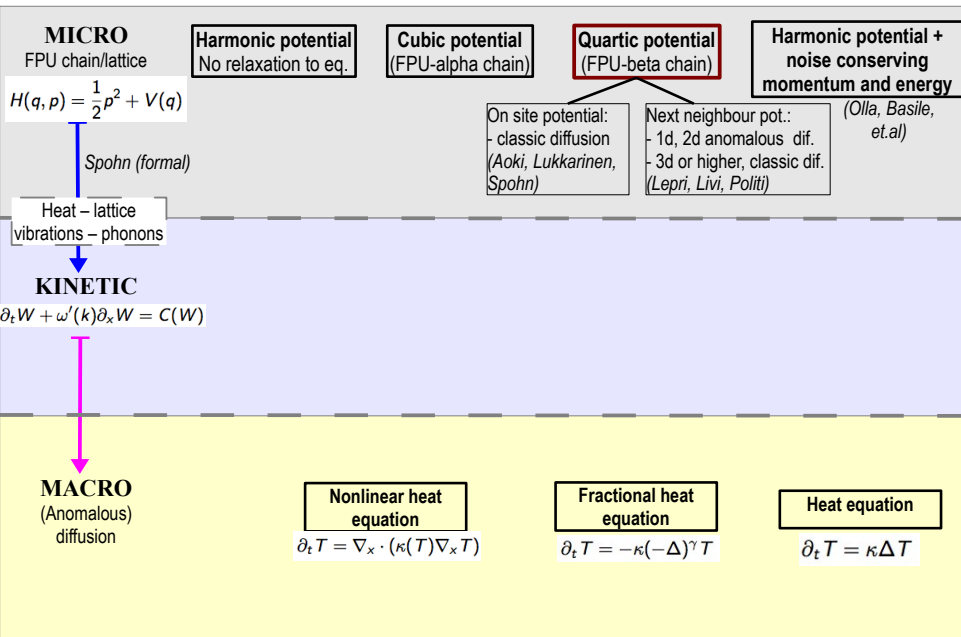 MICRO
FPU chain/lattice
H(q, p) = 1/2 p² + V(q)
Spohn (formal)
Heat – lattice
vibrations – phonons
Harmonic potential
No relaxation to eq.
Cubic potential
(FPU-alpha chain)
Quartic potential
(FPU-beta chain)
On site potential:
- classic diffusion
(Aoki, Lukkarinen,
Spohn)
Next neighbour pot.:
- 1d, 2d anomalous dif.
- 3d or higher, classic dif.
(Lepri, Livi, Politi)
Harmonic potential +
noise conserving
momentum and energy
(Olla, Basile,
et.al)
KINETIC
∂ₜW + ω′(k)∂ₓW = C(W)
MACRO
(Anomalous)
diffusion
Nonlinear heat
equation
∂ₜT = ∇ₓ · (κ(T)∇ₓT)
Fractional heat
equation
∂ₜT = −κ(−Δ)^γ T
Heat equation
∂ₜT = κΔT